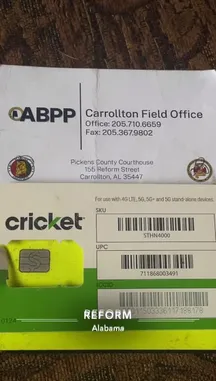 ABPP
Carrollton Field Office
Office: 205.710.6659
Fax: 205.367.9802
Pickens County Courthouse
155 Reform Street
Carrollton, AL 35447
For use with 4G LTE, 5G, 5G+ and 5G stand-alone devices.
cricket
SKU
STHN4000
UPC
711868003491
ICCID
REFORM
Alabama